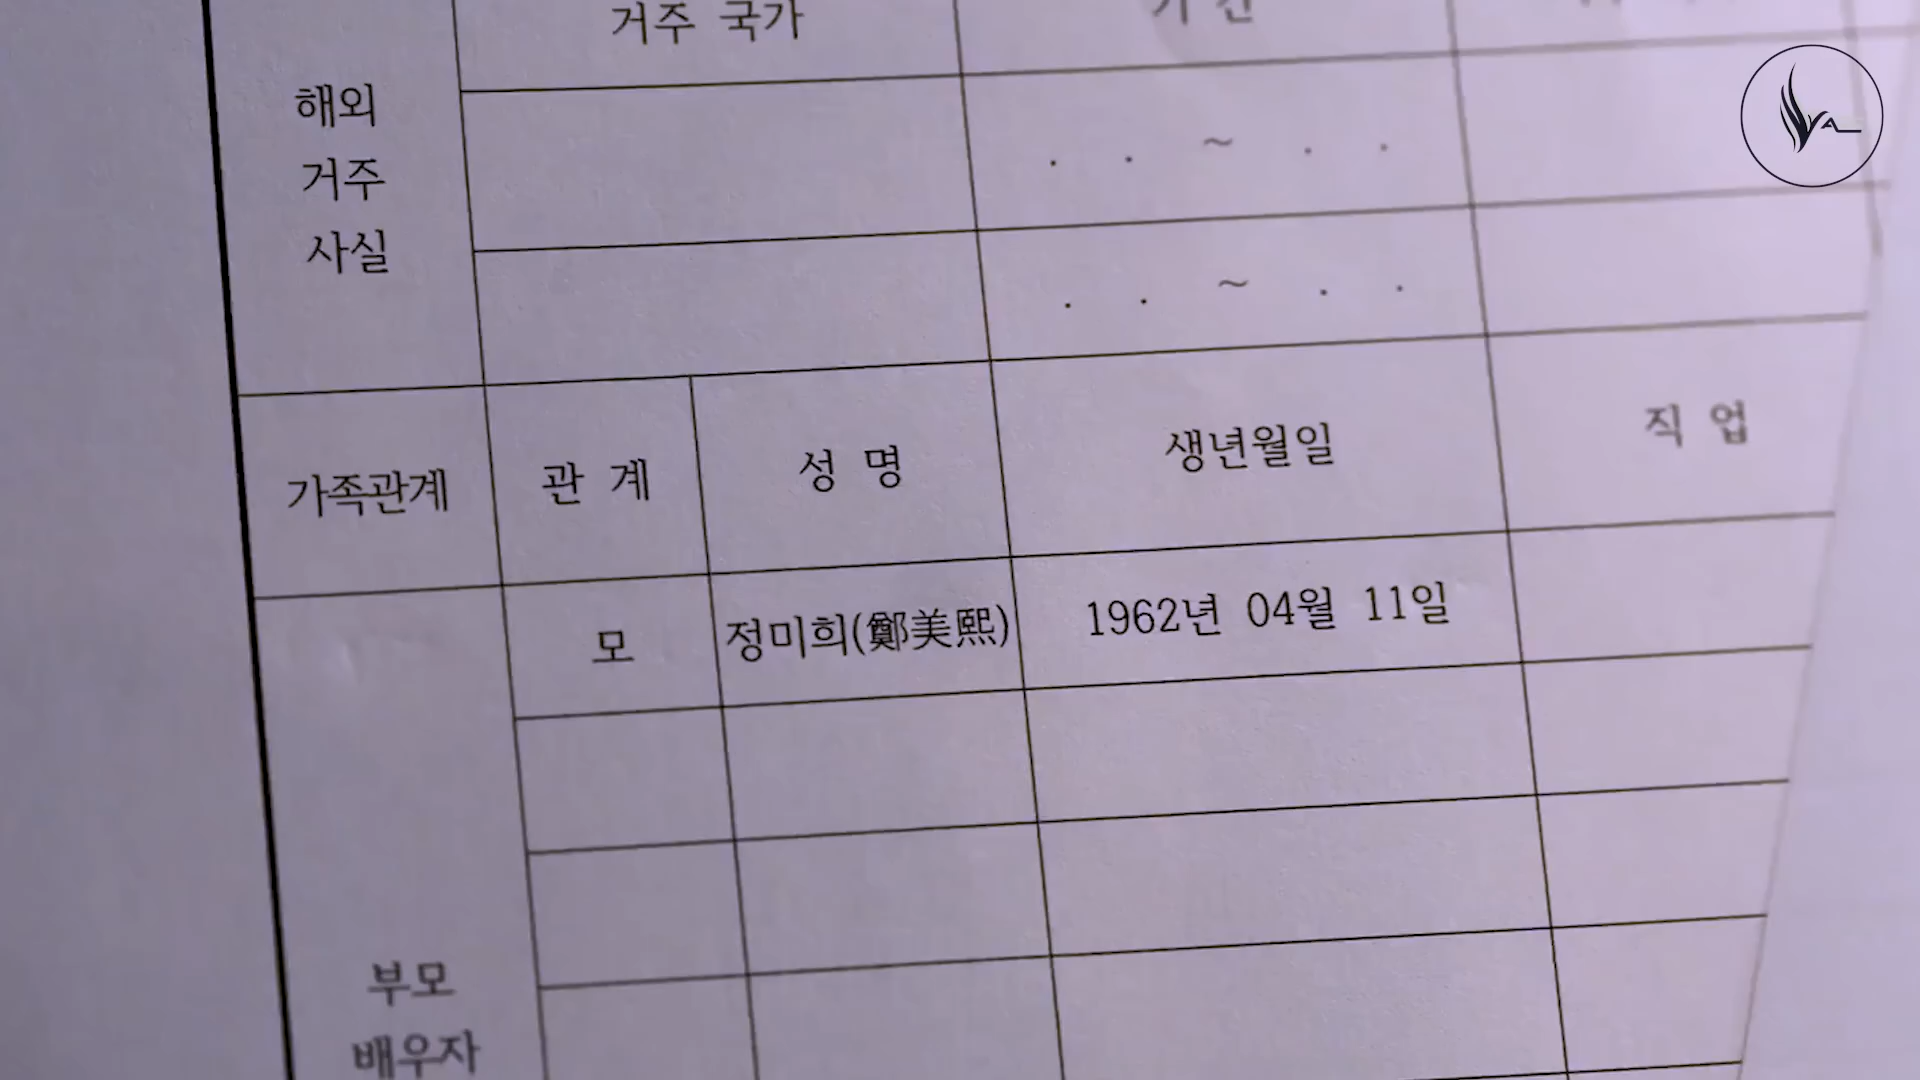 거주 국가 기 간
해외
거주
사실
. . ~ . .
. . ~ . .
가족관계 관 계 성 명 생년월일 직 업
모 정미희(鄭美熙) 1962년 04월 11일
부모
배우자